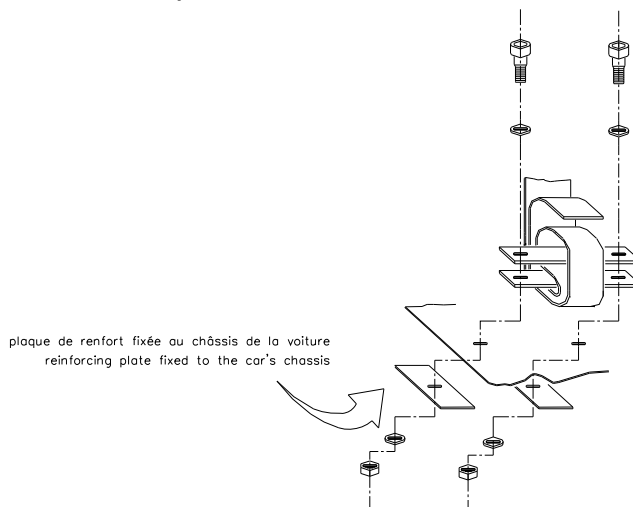 plaque de renfort fixée au châssis de la voiture
reinforcing plate fixed to the car's chassis